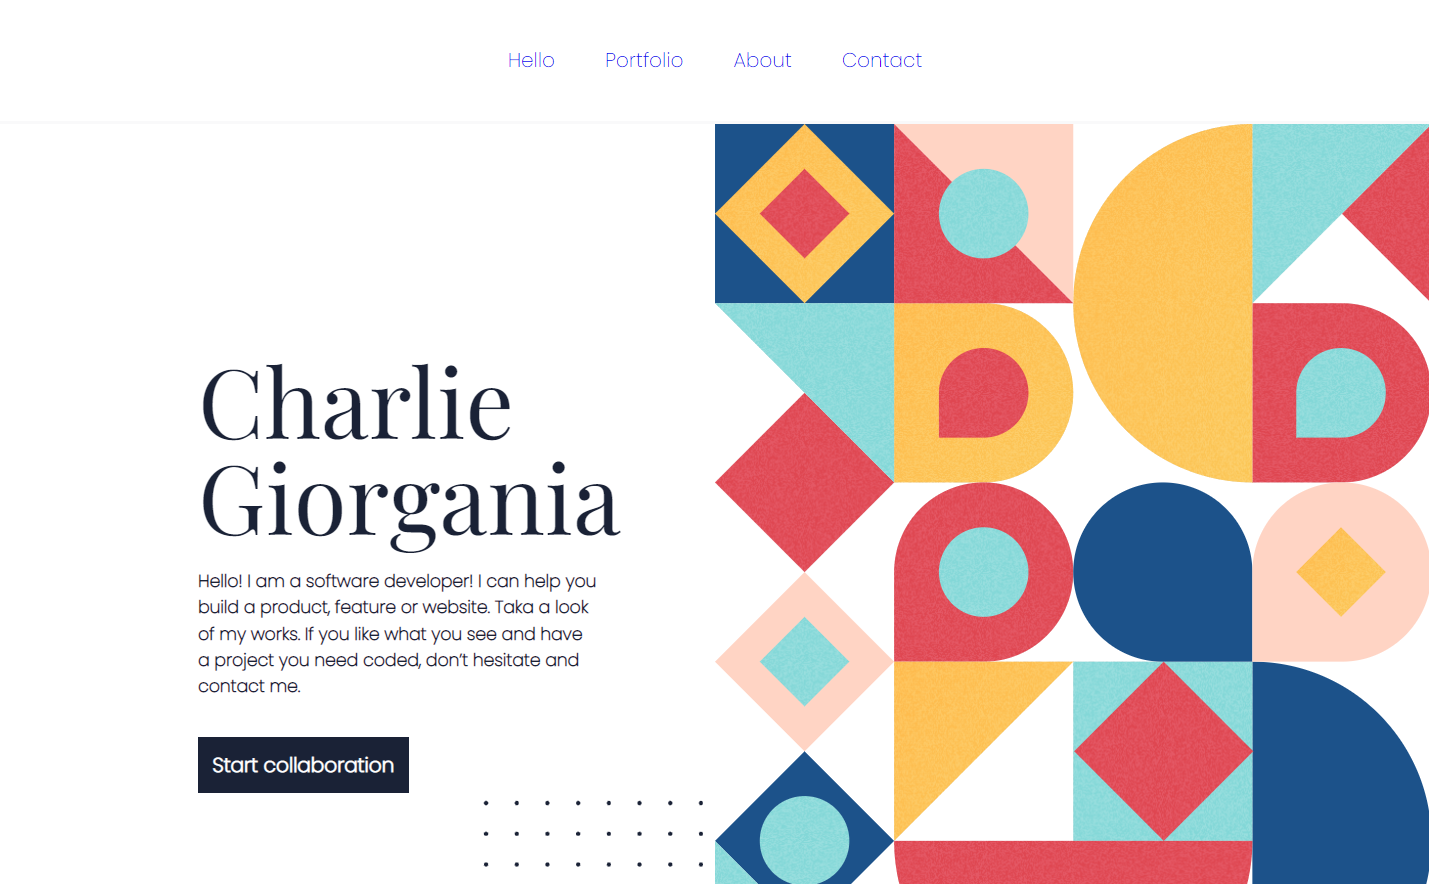 Hello Portfolio About Contact
Charlie
Giorgania
Hello! I am a software developer! I can help you
build a product, feature or website. Taka a look
of my works. If you like what you see and have
a project you need coded, don’t hesitate and
contact me.
Start collaboration